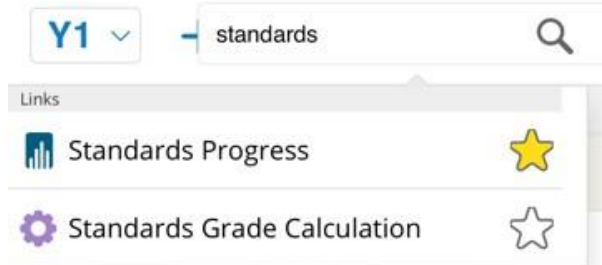 Y1
standards
Links
Standards Progress
Standards Grade Calculation